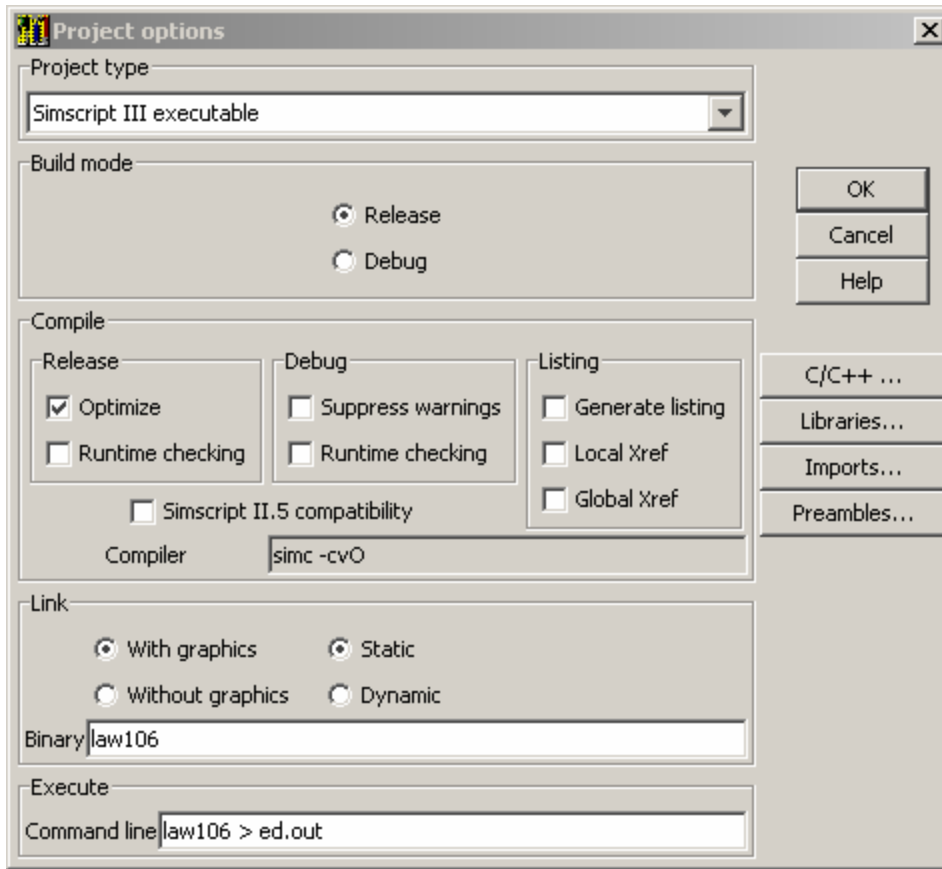 Project options
Project type
Simscript III executable
Build mode
Release
Debug
OK
Cancel
Help
Compile
Release
Optimize
Runtime checking
Debug
Suppress warnings
Runtime checking
Listing
Generate listing
Local Xref
Global Xref
Simscript II.5 compatibility
Compiler simc -cvO
C/C++ ...
Libraries...
Imports...
Preambles...
Link
With graphics Static
Without graphics Dynamic
Binary law106
Execute
Command line law106 > ed.out